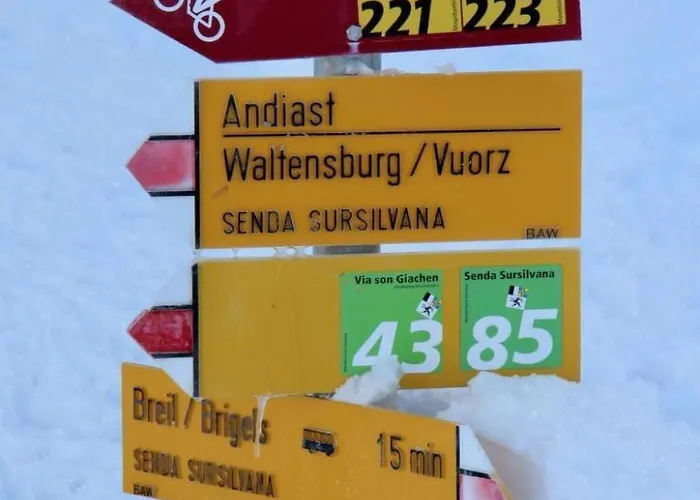 221 223
Andiast
Waltensburg/Vuorz
SENDA SURSILVANA
BAW
Via son Giachen
43
Senda Sursilvana
85
Breil/Brigels
15 min
SENDA SURSILVANA
BAW